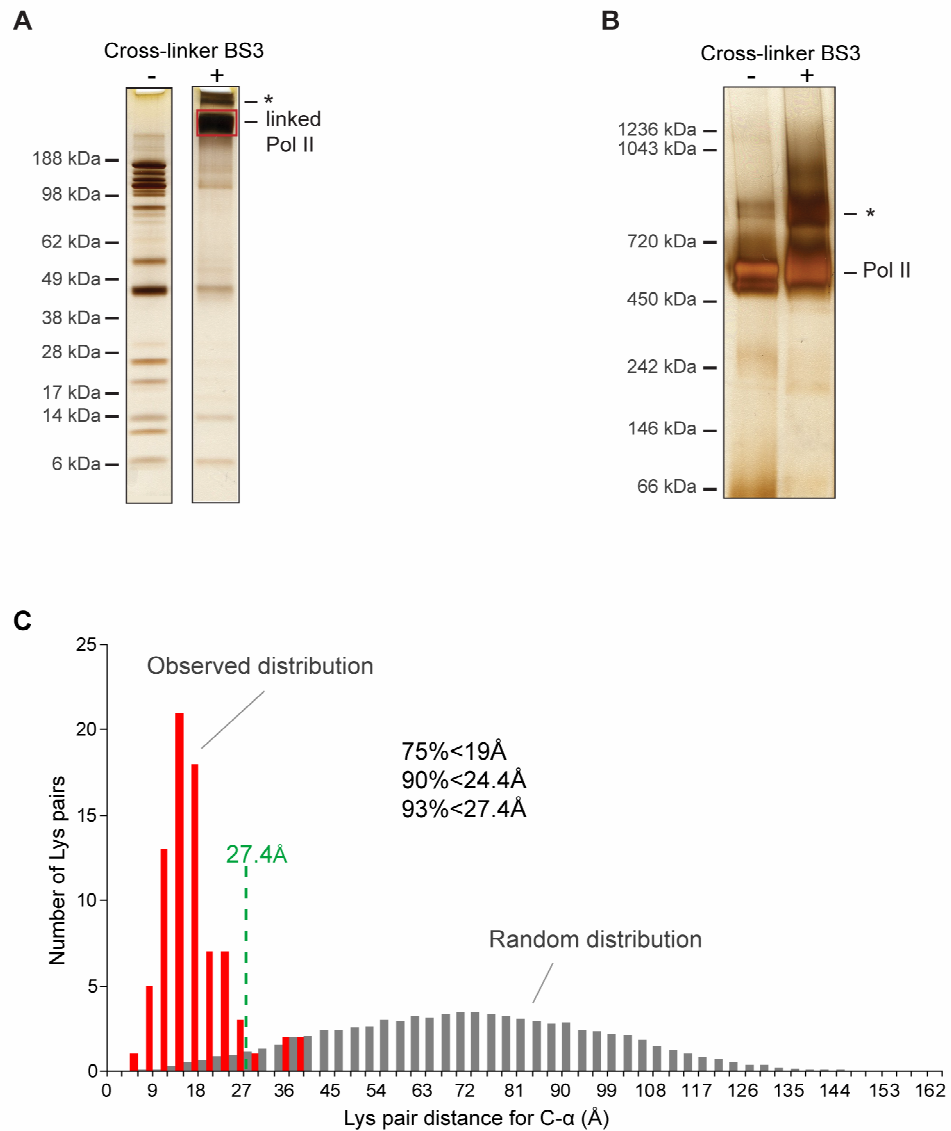 A
Cross-linker BS3
- +
*
linked
Pol II
188 kDa
98 kDa
62 kDa
49 kDa
38 kDa
28 kDa
17 kDa
14 kDa
6 kDa
B
Cross-linker BS3
- +
1236 kDa
1043 kDa
*
720 kDa
Pol II
450 kDa
242 kDa
146 kDa
66 kDa
C
25
20
15
10
5
0
Number of Lys pairs
Observed distribution
75%<19Å
90%<24.4Å
93%<27.4Å
27.4Å
Random distribution
0 9 18 27 36 45 54 63 72 81 90 99 108 117 126 135 144 153 162
Lys pair distance for C-α (Å)